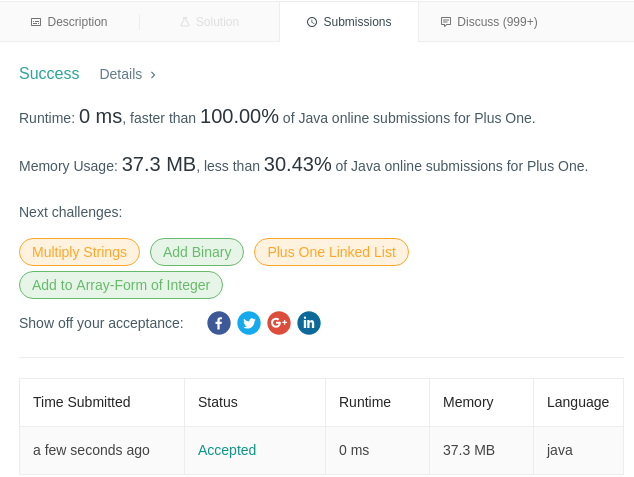 Description Solution Submissions Discuss (999+)
Success Details ›
Runtime: 0 ms, faster than 100.00% of Java online submissions for Plus One.
Memory Usage: 37.3 MB, less than 30.43% of Java online submissions for Plus One.
Next challenges:
Multiply Strings Add Binary Plus One Linked List
Add to Array-Form of Integer
Show off your acceptance: f G+ in
Time Submitted Status Runtime Memory Language
a few seconds ago Accepted 0 ms 37.3 MB java